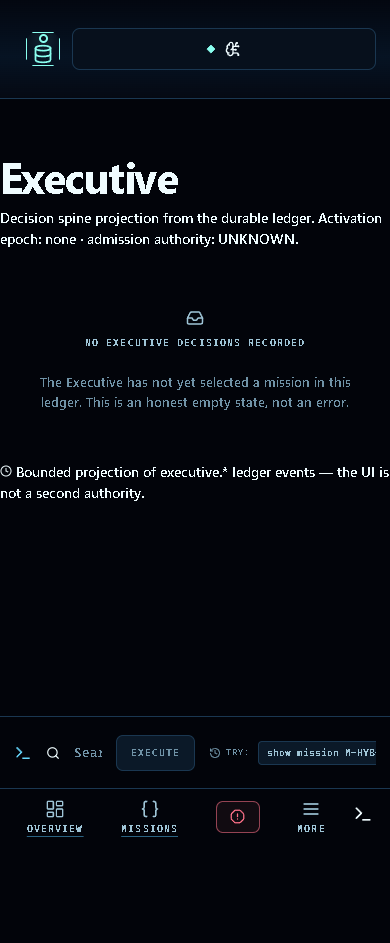 Executive
Decision spine projection from the durable ledger. Activation
epoch: none · admission authority: UNKNOWN.
NO EXECUTIVE DECISIONS RECORDED
The Executive has not yet selected a mission in this
ledger. This is an honest empty state, not an error.
Bounded projection of executive.* ledger events — the UI is
not a second authority.
Sear EXECUTE TRY: show mission M-HYB
OVERVIEW MISSIONS MORE